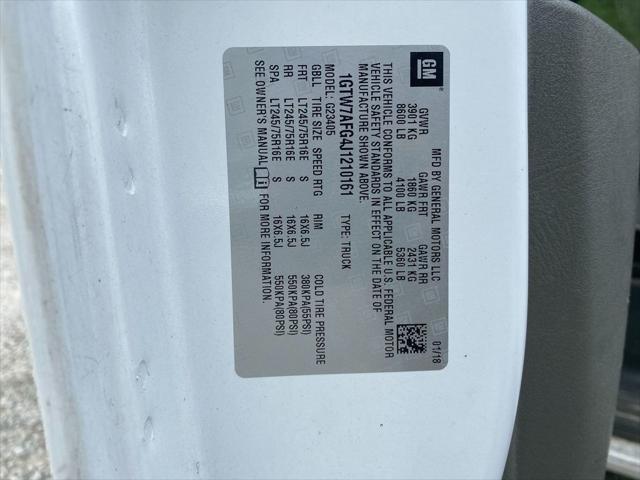 GM
MFD BY GENERAL MOTORS LLC
01/18
GVWR GAWR FRT GAWR RR
3901 KG 1860 KG 2431 KG
8600 LB 4100 LB 5360 LB
THIS VEHICLE CONFORMS TO ALL APPLICABLE U.S. FEDERAL MOTOR
VEHICLE SAFETY STANDARDS IN EFFECT ON THE DATE OF
MANUFACTURE SHOWN ABOVE.
1GTW7AFG4J1210161 TYPE: TRUCK
MODEL: G23405
GBLL TIRE SIZE SPEED RTG RIM COLD TIRE PRESSURE
FRT LT245/75R16E S 16X6.5J 380KPA(55PSI)
RR LT245/75R16E S 16X6.5J 550KPA(80PSI)
SPA LT245/75R16E S 16X6.5J 550KPA(80PSI)
SEE OWNER'S MANUAL FOR MORE INFORMATION.